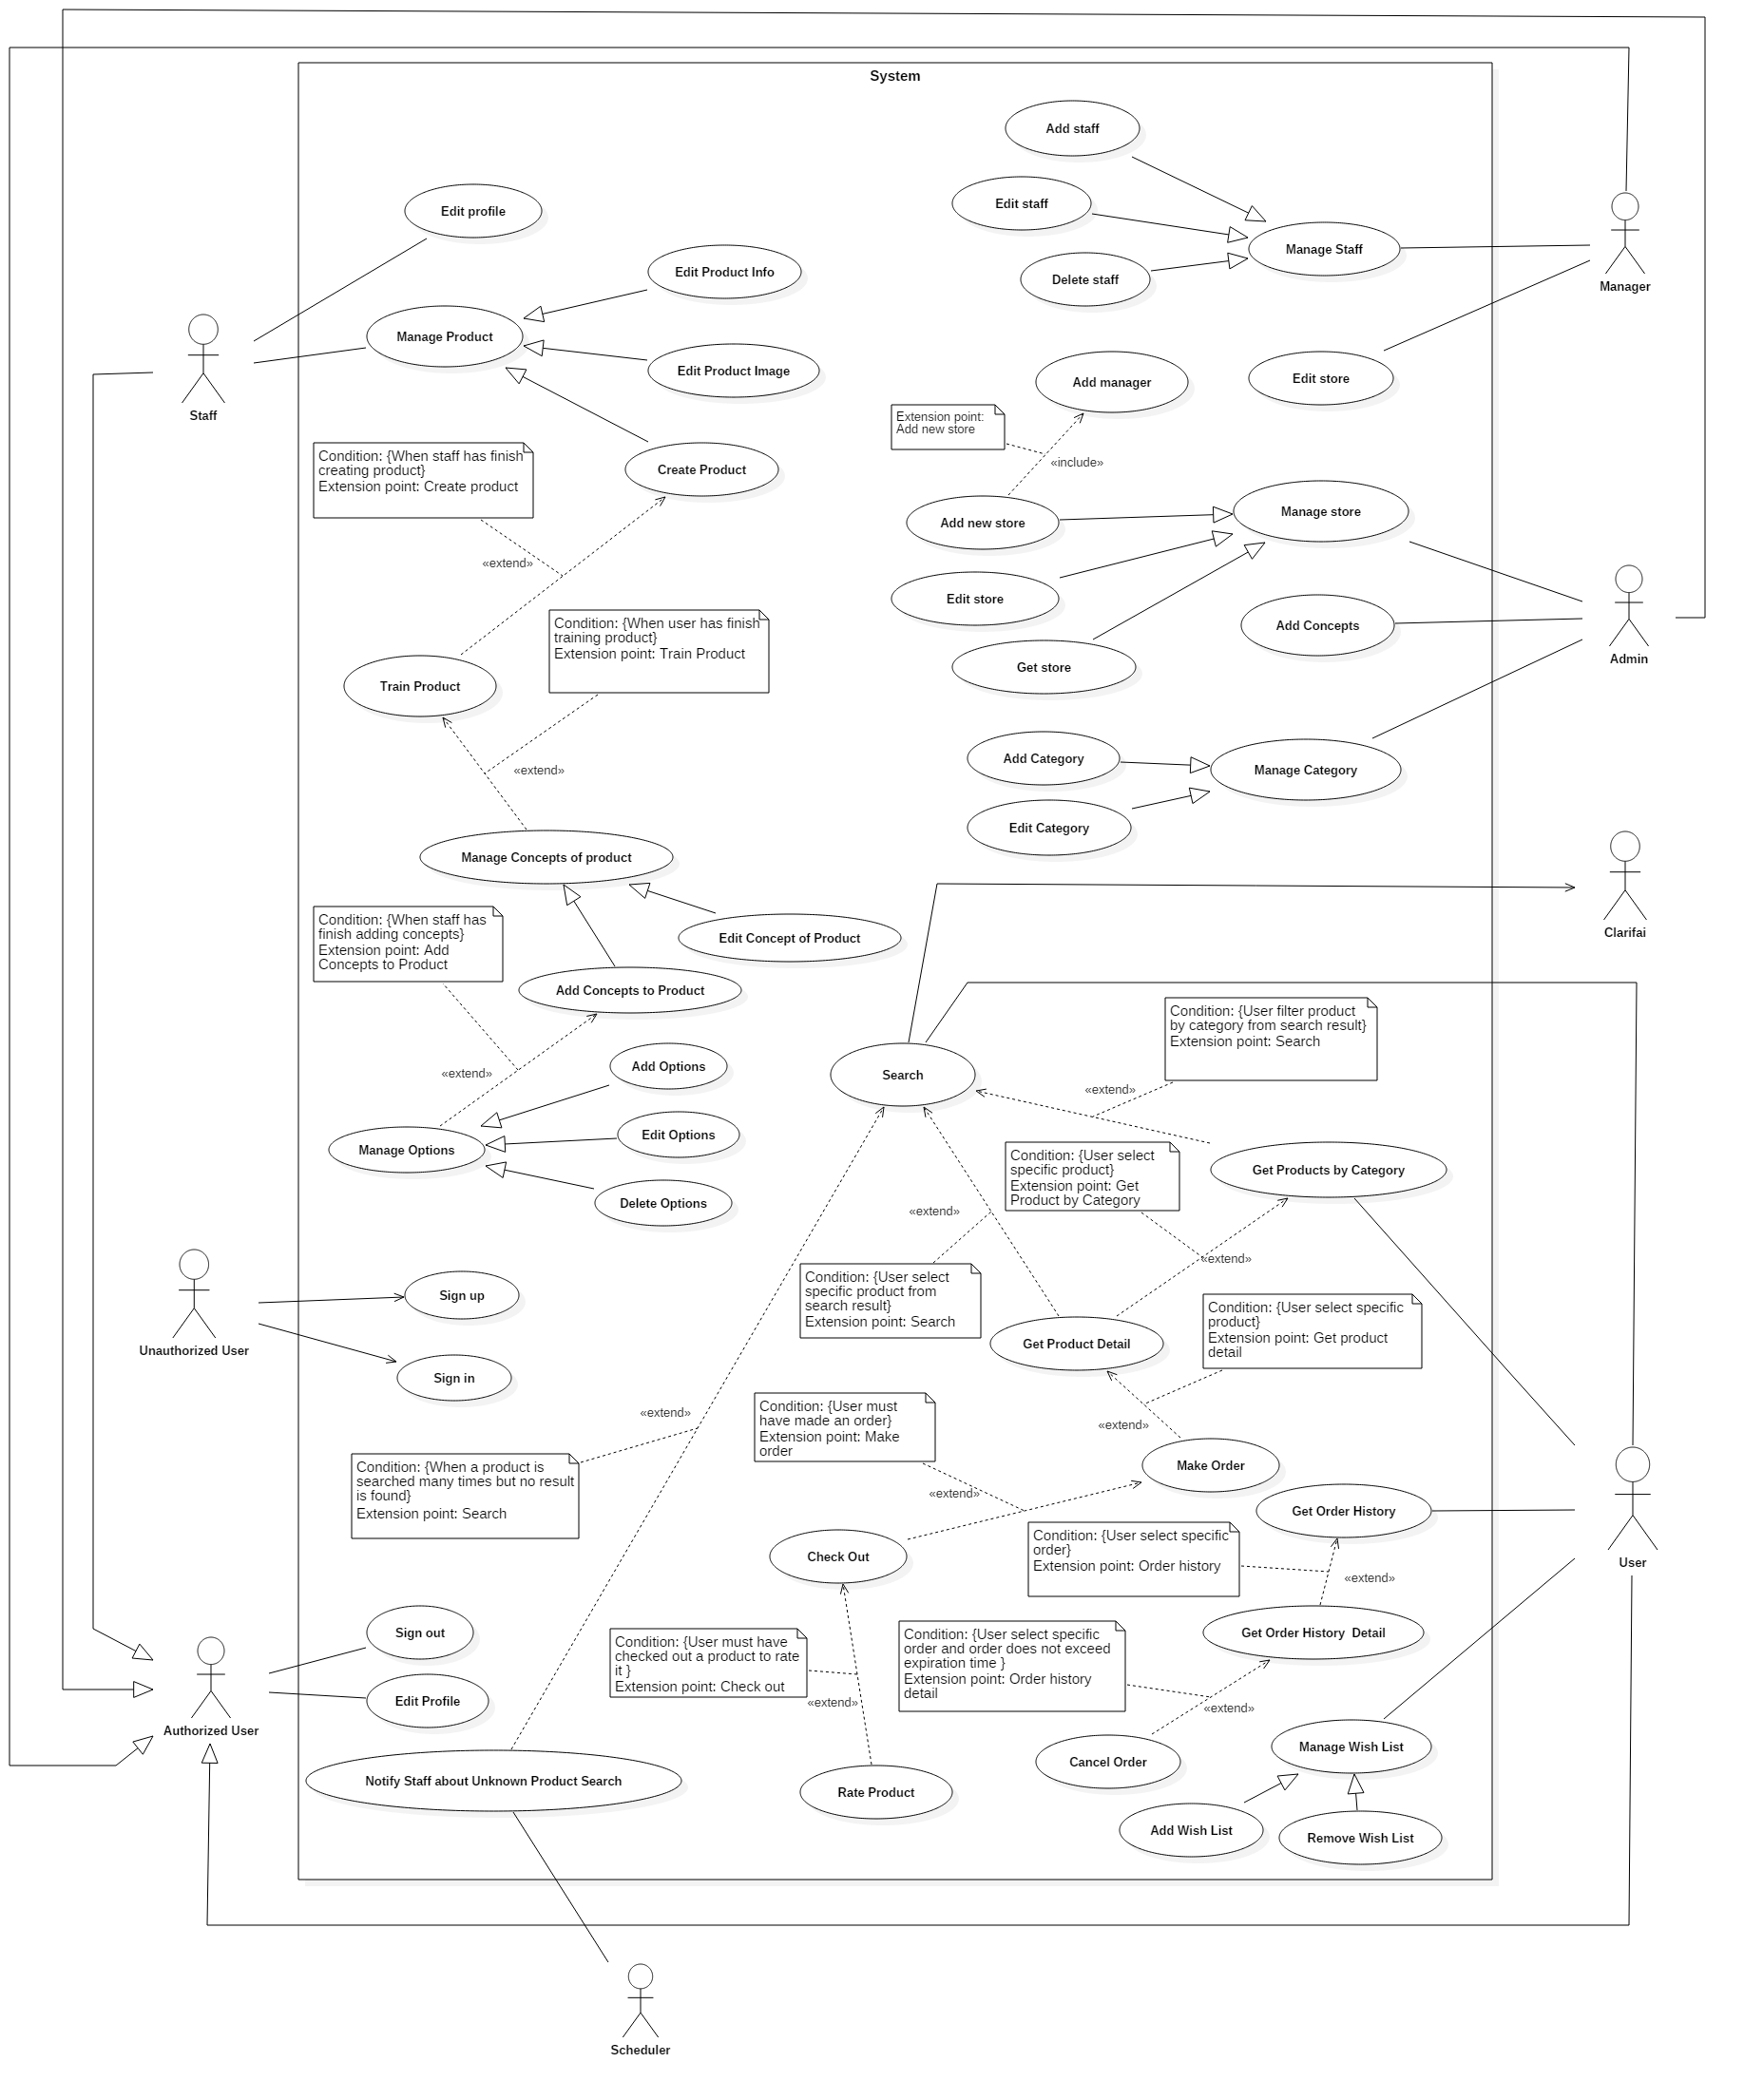 System
Add staff
Edit staff
Delete staff
Manage Staff
Manager
Edit store
Edit profile
Edit Product Info
Manage Product
Edit Product Image
Create Product
Staff
Add manager
Extension point:
Add new store
«include»
Add new store
Manage store
Edit store
Get store
Add Concepts
Admin
Add Category
Edit Category
Manage Category
Condition: {When staff has finish
creating product}
Extension point: Create product
«extend»
Condition: {When user has finish
training product}
Extension point: Train Product
Train Product
«extend»
Manage Concepts of product
Edit Concept of Product
Condition: {When staff has
finish adding concepts}
Extension point: Add
Concepts to Product
Add Concepts to Product
«extend»
Add Options
Edit Options
Manage Options
Delete Options
Clarifai
Search
Condition: {User filter product
by category from search result}
Extension point: Search
«extend»
Get Products by Category
Condition: {User select
specific product}
Extension point: Get
Product by Category
«extend»
«extend»
Condition: {User select
specific product from
search result}
Extension point: Search
Get Product Detail
Condition: {User select specific
product}
Extension point: Get product
detail
«extend»
Unauthorized User
Sign up
Sign in
«extend»
Condition: {When a product is
searched many times but no result
is found}
Extension point: Search
Condition: {User must
have made an order}
Extension point: Make
order
«extend»
Make Order
Get Order History
Check Out
Condition: {User select specific
order}
Extension point: Order history
«extend»
User
Get Order History  Detail
Condition: {User must have
checked out a product to rate
it }
Extension point: Check out
«extend»
Condition: {User select specific
order and order does not exceed
expiration time }
Extension point: Order history
detail
«extend»
Sign out
Edit Profile
Authorized User
Notify Staff about Unknown Product Search
Rate Product
Cancel Order
Manage Wish List
Add Wish List
Remove Wish List
Scheduler